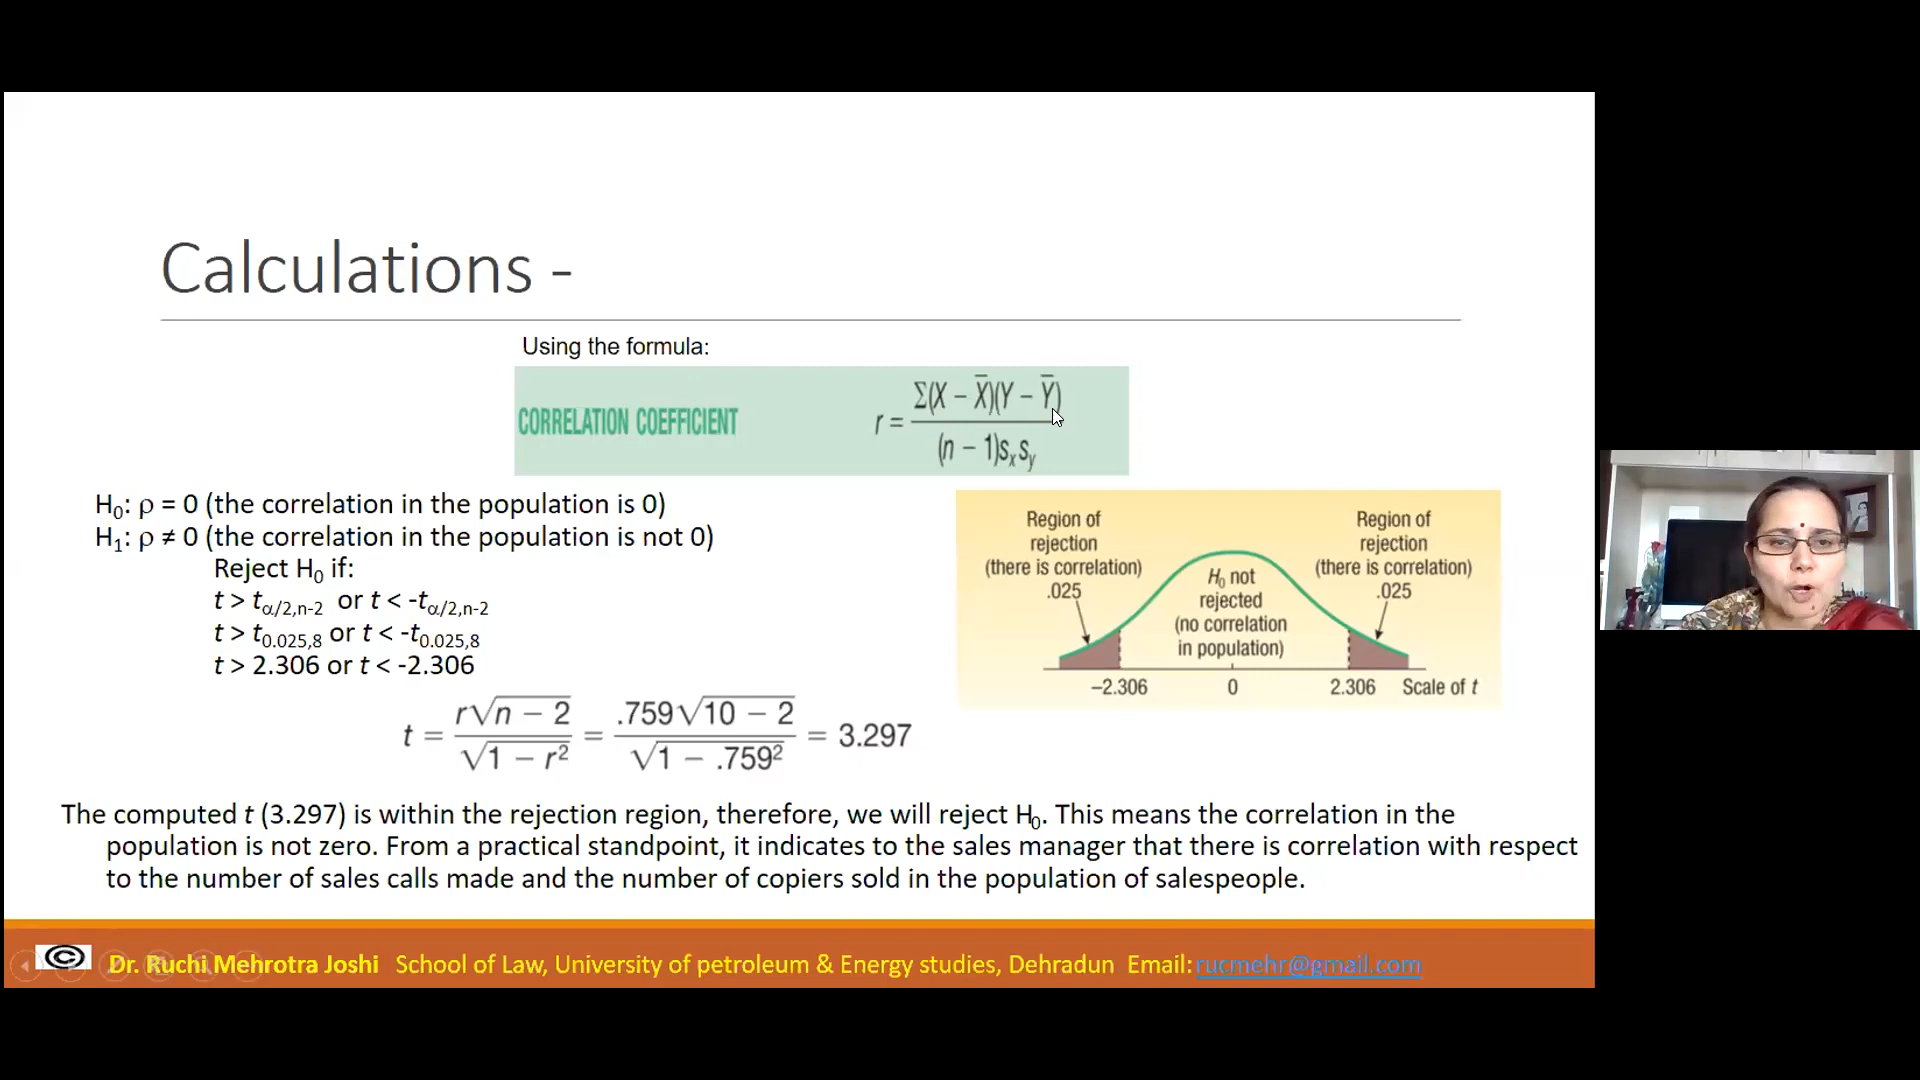 Calculations -
Using the formula:
CORRELATION COEFFICIENT r = Σ(X − X̄)(Y − Ȳ) / (n − 1)sₓsᵧ
H₀: ρ = 0 (the correlation in the population is 0)
H₁: ρ ≠ 0 (the correlation in the population is not 0)
Reject H₀ if:
t > tα/2,n-2 or t < -tα/2,n-2
t > t0.025,8 or t < -t0.025,8
t > 2.306 or t < -2.306
t = r√n − 2 / √1 − r² = .759√10 − 2 / √1 − .759² = 3.297
Region of
rejection
(there is correlation)
.025
H₀ not
rejected
(no correlation
in population)
Region of
rejection
(there is correlation)
.025
−2.306 0 2.306 Scale of t
The computed t (3.297) is within the rejection region, therefore, we will reject H₀. This means the correlation in the
population is not zero. From a practical standpoint, it indicates to the sales manager that there is correlation with respect
to the number of sales calls made and the number of copiers sold in the population of salespeople.
© Dr. Ruchi Mehrotra Joshi School of Law, University of petroleum & Energy studies, Dehradun Email: rucmehr@gmail.com